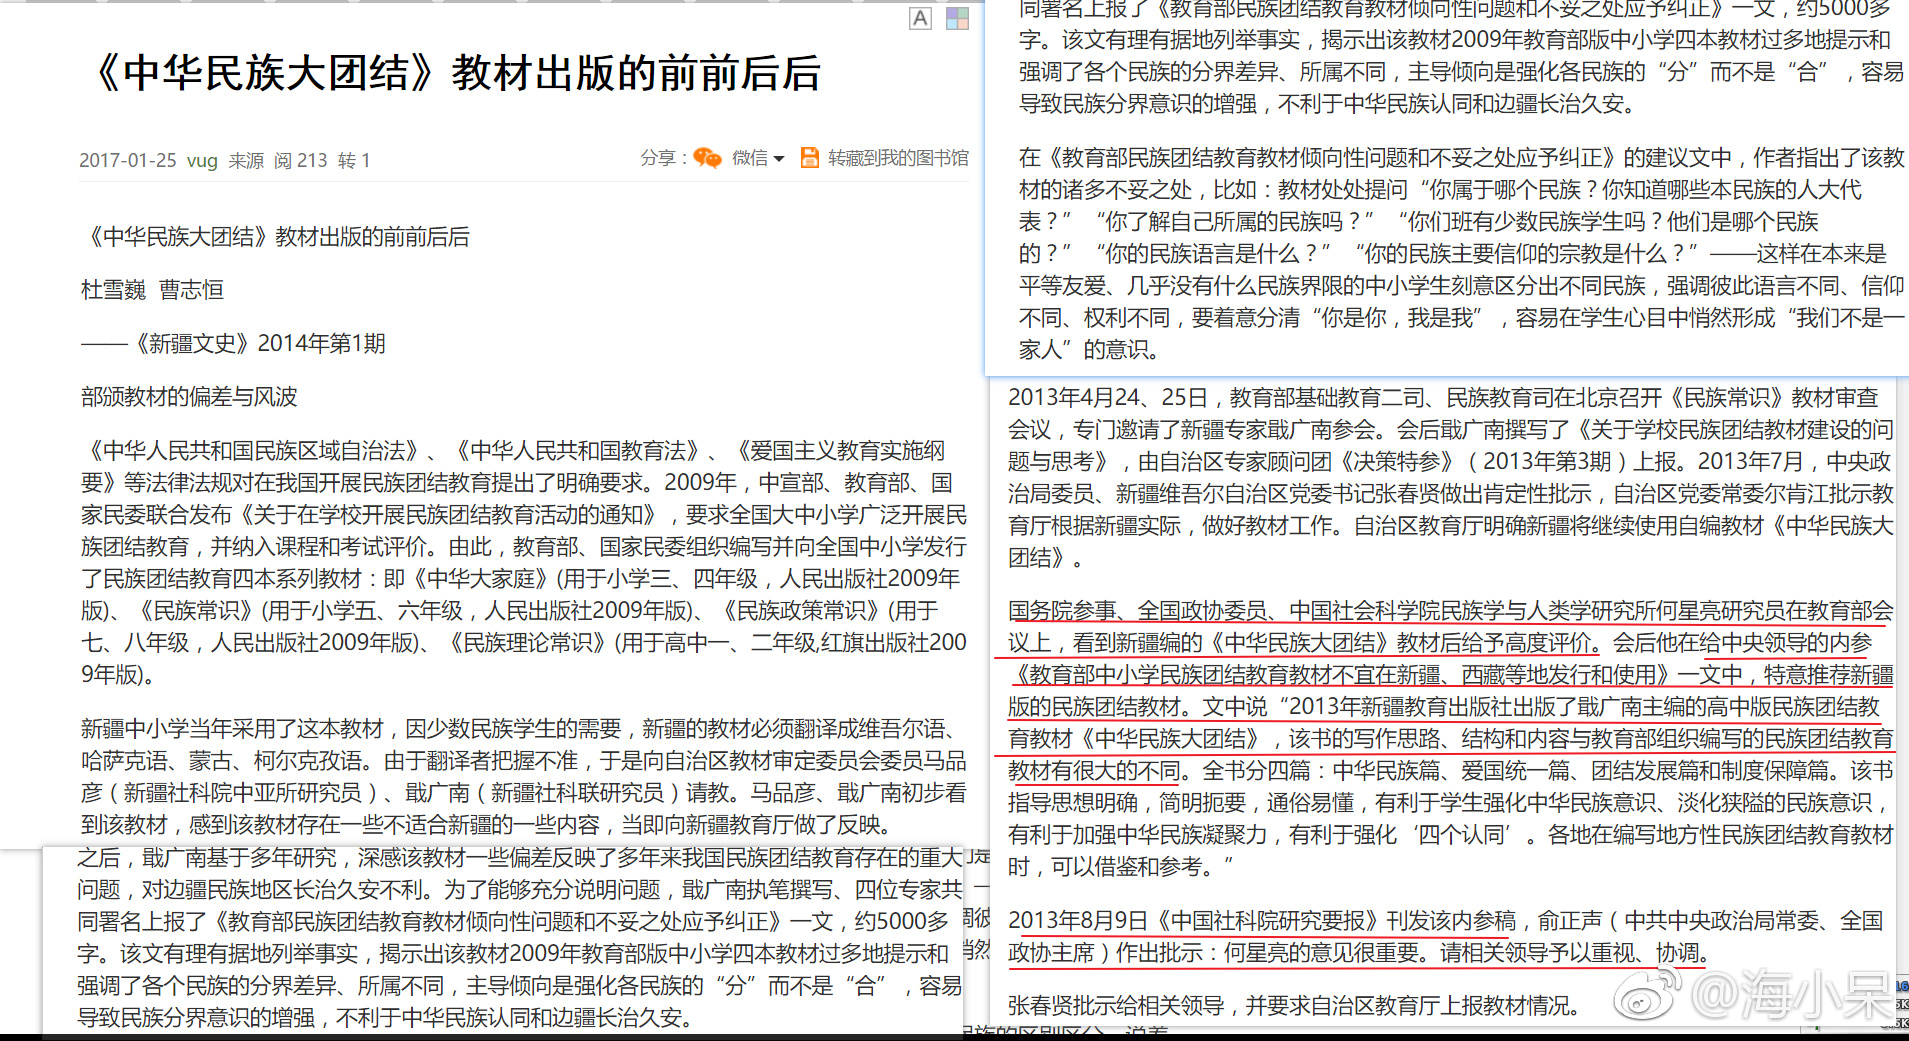 A
《中华民族大团结》教材出版的前前后后
2017-01-25 vug 来源 阅 213 转 1
分享： 微信 转藏到我的图书馆
《中华民族大团结》教材出版的前前后后
杜雪巍 曹志恒
——《新疆文史》2014年第1期
部颁教材的偏差与风波
《中华人民共和国民族区域自治法》、《中华人民共和国教育法》、《爱国主义教育实施纲
要》等法律法规对在我国开展民族团结教育提出了明确要求。2009年，中宣部、教育部、国
家民委联合发布《关于在学校开展民族团结教育活动的通知》，要求全国大中小学广泛开展民
族团结教育，并纳入课程和考试评价。由此，教育部、国家民委组织编写并向全国中小学发行
了民族团结教育四本系列教材：即《中华大家庭》(用于小学三、四年级，人民出版社2009年
版)、《民族常识》(用于小学五、六年级，人民出版社2009年版)、《民族政策常识》(用于
七、八年级，人民出版社2009年版)、《民族理论常识》(用于高中一、二年级,红旗出版社200
9年版)。
新疆中小学当年采用了这本教材，因少数民族学生的需要，新疆的教材必须翻译成维吾尔语、
哈萨克语、蒙古、柯尔克孜语。由于翻译者把握不准，于是向自治区教材审定委员会委员马品
彦（新疆社科院中亚所研究员）、戢广南（新疆社科联研究员）请教。马品彦、戢广南初步看
到该教材，感到该教材存在一些不适合新疆的一些内容，当即向新疆教育厅做了反映。
之后，戢广南基于多年研究，深感该教材一些偏差反映了多年来我国民族团结教育存在的重大
问题，对边疆民族地区长治久安不利。为了能够充分说明问题，戢广南执笔撰写、四位专家共
同署名上报了《教育部民族团结教育教材倾向性问题和不妥之处应予纠正》一文，约5000多
字。该文有理有据地列举事实，揭示出该教材2009年教育部版中小学四本教材过多地提示和
强调了各个民族的分界差异、所属不同，主导倾向是强化各民族的“分”而不是“合”，容易
导致民族分界意识的增强，不利于中华民族认同和边疆长治久安。
同署名上报了《教育部民族团结教育教材倾向性问题和不妥之处应予纠正》一文，约5000多
字。该文有理有据地列举事实，揭示出该教材2009年教育部版中小学四本教材过多地提示和
强调了各个民族的分界差异、所属不同，主导倾向是强化各民族的“分”而不是“合”，容易
导致民族分界意识的增强，不利于中华民族认同和边疆长治久安。
在《教育部民族团结教育教材倾向性问题和不妥之处应予纠正》的建议文中，作者指出了该教
材的诸多不妥之处，比如：教材处处提问“你属于哪个民族？你知道哪些本民族的人大代
表？”“你了解自己所属的民族吗？”“你们班有少数民族学生吗？他们是哪个民族
的？”“你的民族语言是什么？”“你的民族主要信仰的宗教是什么？”——这样在本来是
平等友爱、几乎没有什么民族界限的中小学生刻意区分出不同民族，强调彼此语言不同、信仰
不同、权利不同，要着意分清“你是你，我是我”，容易在学生心目中悄然形成“我们不是一
家人”的意识。
2013年4月24、25日，教育部基础教育二司、民族教育司在北京召开《民族常识》教材审查
会议，专门邀请了新疆专家戢广南参会。会后戢广南撰写了《关于学校民族团结教材建设的问
题与思考》，由自治区专家顾问团《决策特参》（2013年第3期）上报。2013年7月，中央政
治局委员、新疆维吾尔自治区党委书记张春贤做出肯定性批示，自治区党委常委尔肯江批示教
育厅根据新疆实际，做好教材工作。自治区教育厅明确新疆将继续使用自编教材《中华民族大
团结》。
国务院参事、全国政协委员、中国社会科学院民族学与人类学研究所何星亮研究员在教育部会
议上，看到新疆编的《中华民族大团结》教材后给予高度评价。会后他在给中央领导的内参
《教育部中小学民族团结教育教材不宜在新疆、西藏等地发行和使用》一文中，特意推荐新疆
版的民族团结教材。文中说“2013年新疆教育出版社出版了戢广南主编的高中版民族团结教
育教材《中华民族大团结》，该书的写作思路、结构和内容与教育部组织编写的民族团结教育
教材有很大的不同。全书分四篇：中华民族篇、爱国统一篇、团结发展篇和制度保障篇。该书
指导思想明确，简明扼要，通俗易懂，有利于学生强化中华民族意识、淡化狭隘的民族意识，
有利于加强中华民族凝聚力，有利于强化‘四个认同’。各地在编写地方性民族团结教育教材
时，可以借鉴和参考。”
2013年8月9日《中国社科院研究要报》刊发该内参稿，俞正声（中共中央政治局常委、全国
政协主席）作出批示：何星亮的意见很重要。请相关领导予以重视、协调。
张春贤批示给相关领导，并要求自治区教育厅上报教材情况。
@海小呆